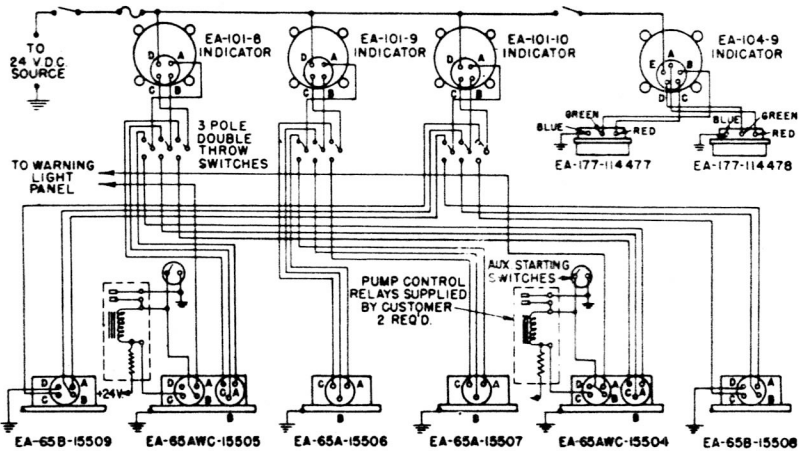 EA-101-8
INDICATOR
EA-101-9
INDICATOR
EA-101-10
INDICATOR
EA-104-9
INDICATOR
TO
24 V.D.C.
SOURCE
D
A
C
B
D
A
C
B
D
A
C
B
A
E
B
D
C
3 POLE
DOUBLE
THROW
SWITCHES
GREEN
BLUE
RED
BLUE
GREEN
RED
EA-177-114477
EA-177-114478
TO WARNING
LIGHT
PANEL
PUMP CONTROL
RELAYS SUPPLIED
BY CUSTOMER
2 REQ'D.
AUX STARTING
SWITCHES
+24V.
D
A
C
B
D
A
C
B
C
A
B
C
A
B
C
A
B
D
A
C
B
C
A
B
D
A
C
B
EA-65B-15509
EA-65AWC-15505
EA-65A-15506
EA-65A-15507
EA-65AWC-15504
EA-65B-15508